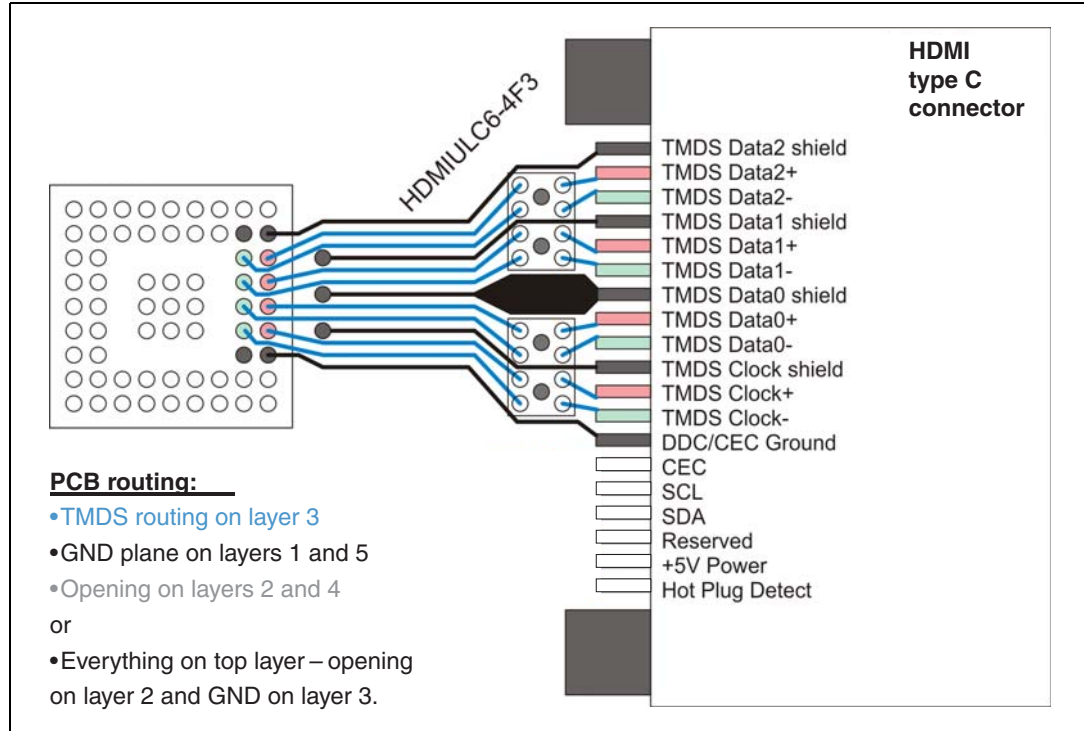 HDMI
type C
connector
HDMIULC6-4F3
TMDS Data2 shield
TMDS Data2+
TMDS Data2-
TMDS Data1 shield
TMDS Data1+
TMDS Data1-
TMDS Data0 shield
TMDS Data0+
TMDS Data0-
TMDS Clock shield
TMDS Clock+
TMDS Clock-
DDC/CEC Ground
CEC
SCL
SDA
Reserved
+5V Power
Hot Plug Detect
PCB routing:
•TMDS routing on layer 3
•GND plane on layers 1 and 5
•Opening on layers 2 and 4
or
•Everything on top layer – opening
on layer 2 and GND on layer 3.